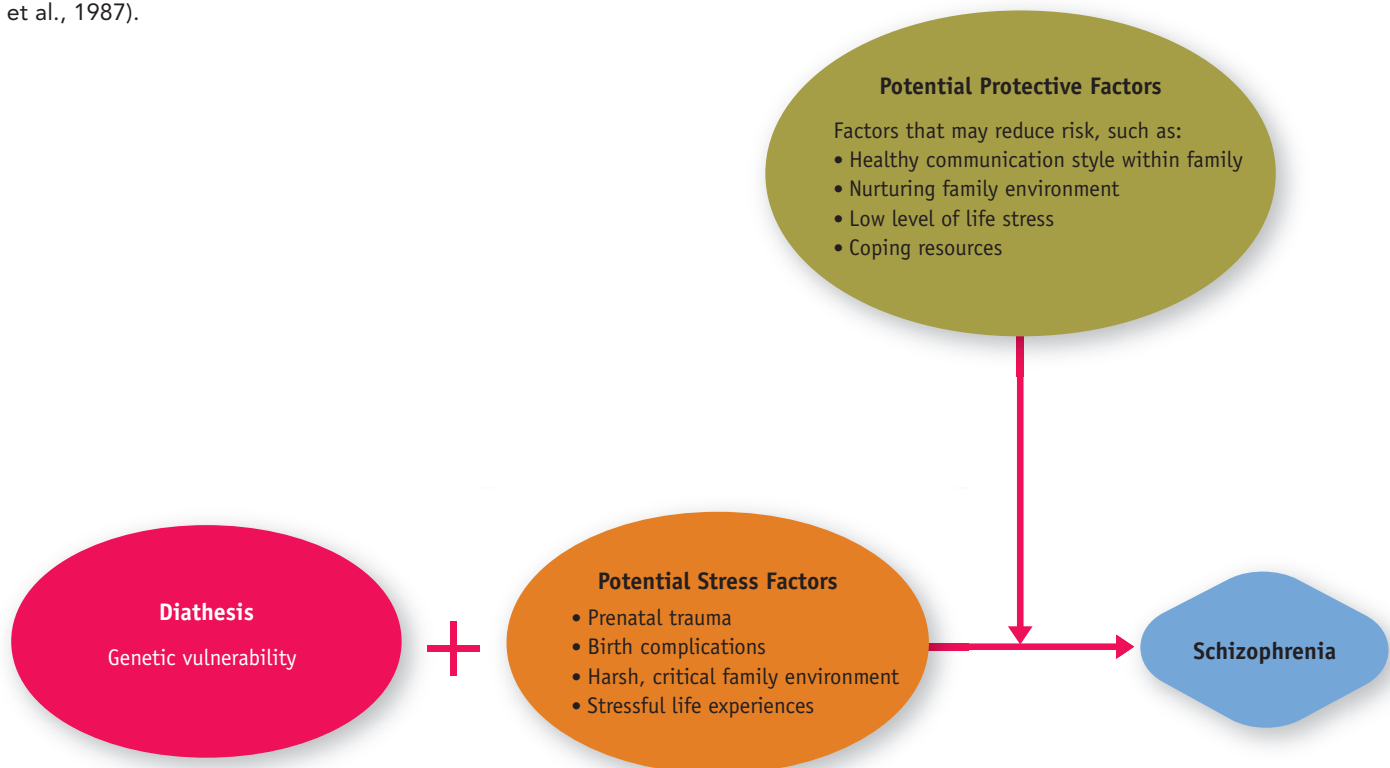 et al., 1987).
Potential Protective Factors
Factors that may reduce risk, such as:
• Healthy communication style within family
• Nurturing family environment
• Low level of life stress
• Coping resources
Diathesis
Genetic vulnerability
Potential Stress Factors
• Prenatal trauma
• Birth complications
• Harsh, critical family environment
• Stressful life experiences
Schizophrenia